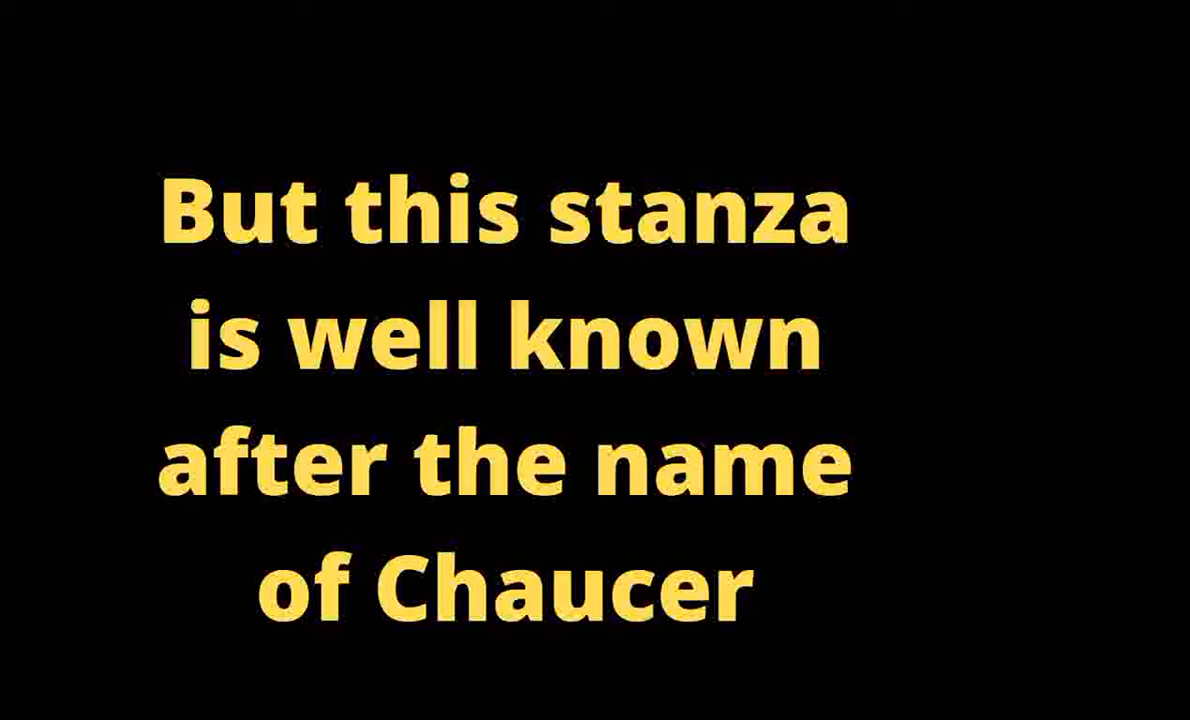 But this stanza
is well known
after the name
of Chaucer